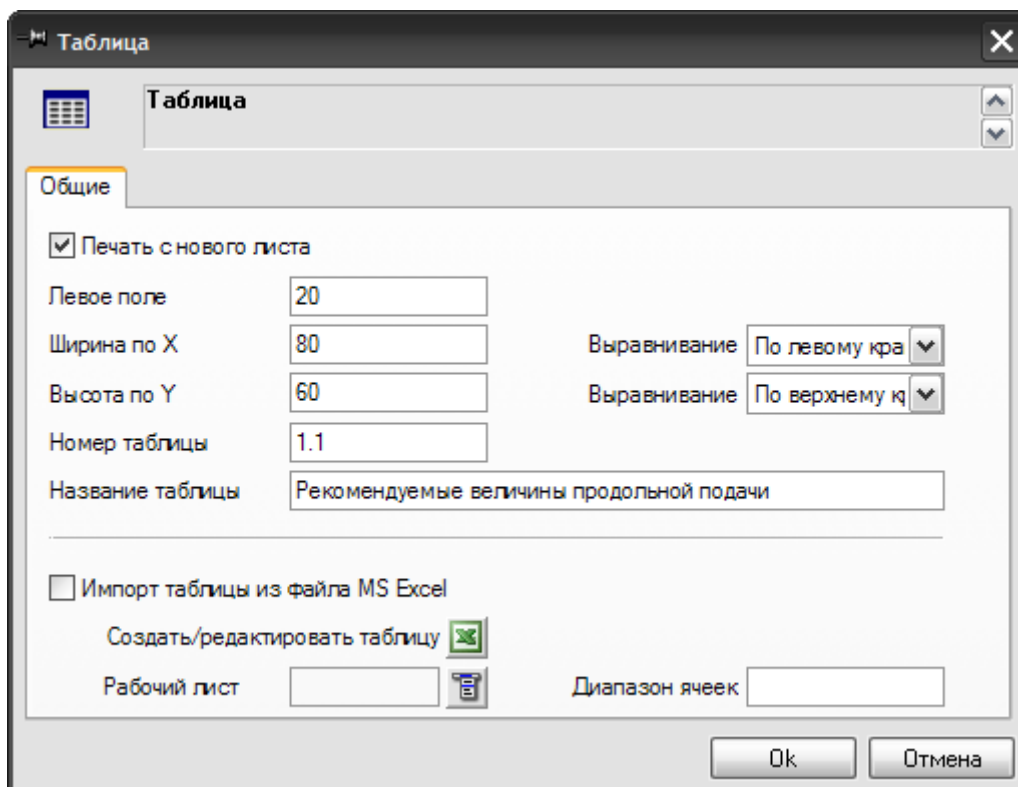 Таблица
Таблица
Общие
Печать с нового листа
Левое поле 20
Ширина по X 80 Выравнивание По левому кра
Высота по Y 60 Выравнивание По верхнему к
Номер таблицы 1.1
Название таблицы Рекомендуемые величины продольной подачи
Импорт таблицы из файла MS Excel
Создать/редактировать таблицу
Рабочий лист Диапазон ячеек
Ok Отмена